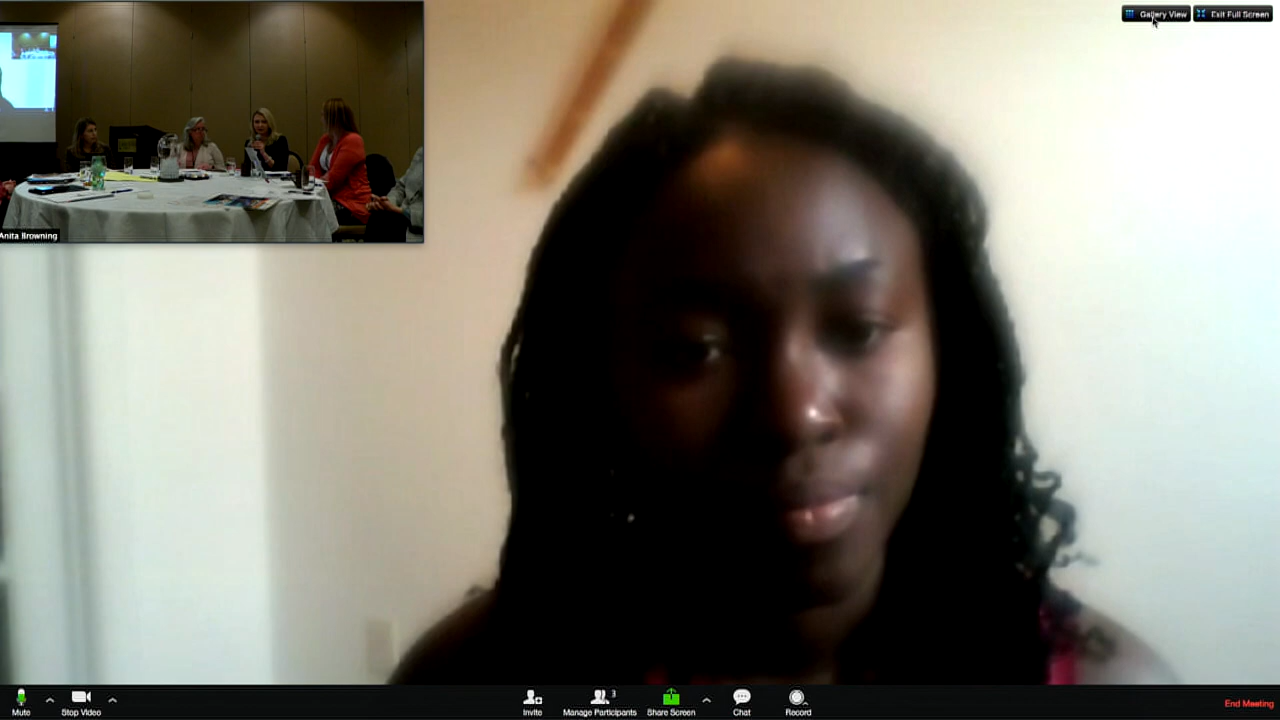 Gallery View
Exit Full Screen
Anita Browning
3
Mute
Stop Video
Invite
Manage Participants
Share Screen
Chat
Record
End Meeting